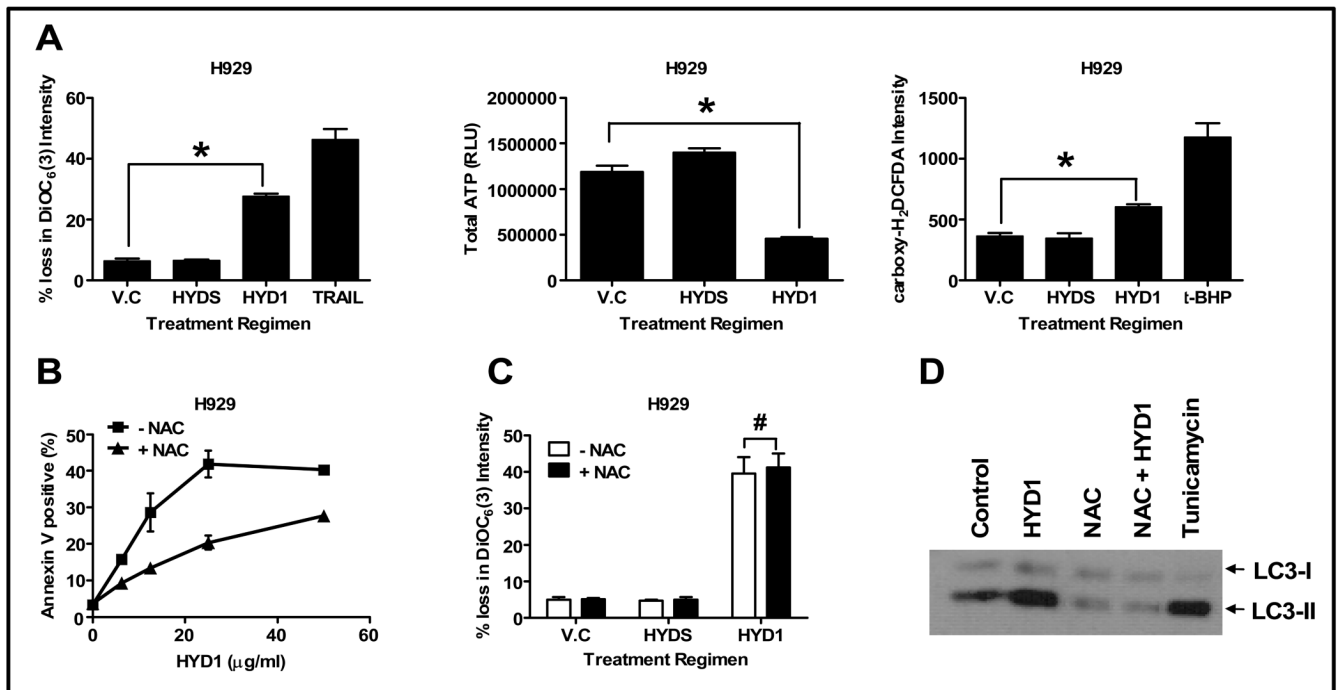 A
H929
% loss in DiOC₆(3) Intensity
60
40
20
0
*
V.C HYDS HYD1 TRAIL
Treatment Regimen
H929
Total ATP (RLU)
2000000
1500000
1000000
500000
0
*
V.C HYDS HYD1
Treatment Regimen
H929
carboxy-H₂DCFDA Intensity
1500
1000
500
0
*
V.C HYDS HYD1 t-BHP
Treatment Regimen
B
H929
Annexin V positive (%)
50
40
30
20
10
0
- NAC
+ NAC
0 20 40 60
HYD1 (μg/ml)
C
H929
% loss in DiOC₆(3) Intensity
50
40
30
20
10
0
- NAC
+ NAC
#
V.C HYDS HYD1
Treatment Regimen
D
Control
HYD1
NAC
NAC + HYD1
Tunicamycin
LC3-I
LC3-II